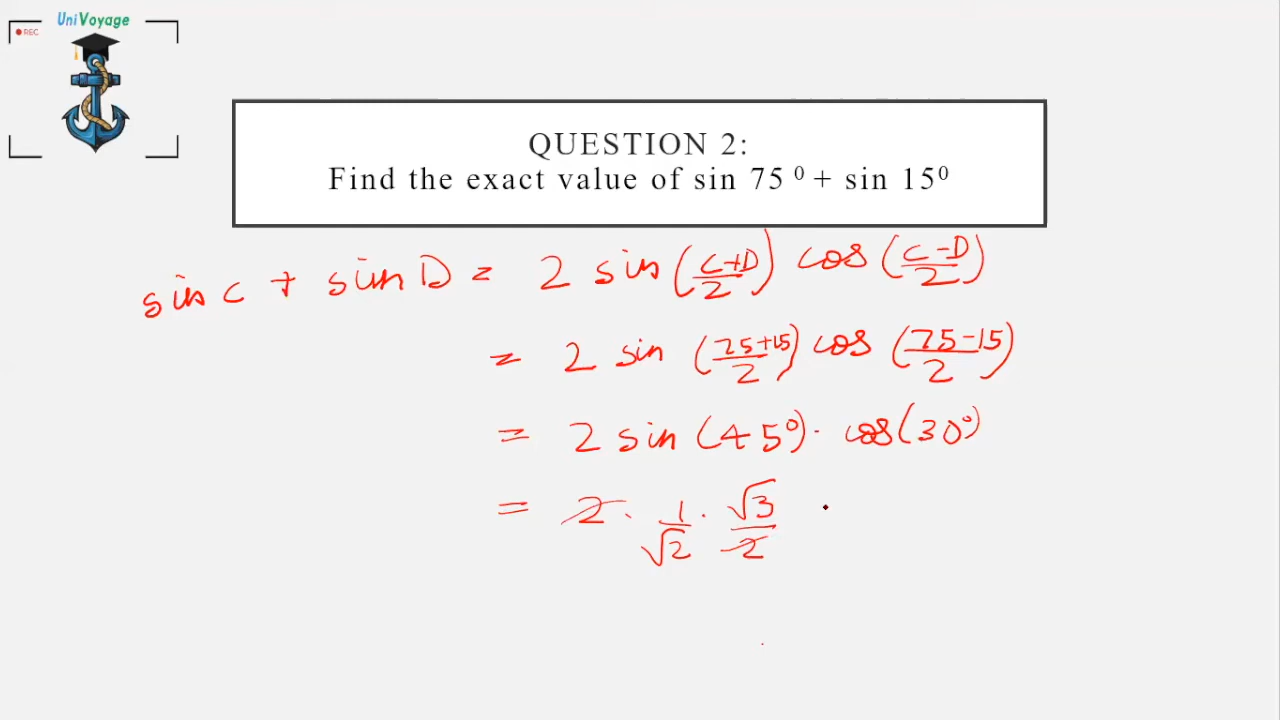 UniVoyage
REC
QUESTION 2:
Find the exact value of sin 75 ⁰ + sin 15⁰
sin C + sin D = 2 sin (C+D/2) cos (C-D/2)
= 2 sin (75+15/2) cos (75-15/2)
= 2 sin (45°) · cos (30°)
= 2 · 1/√2 · √3/2